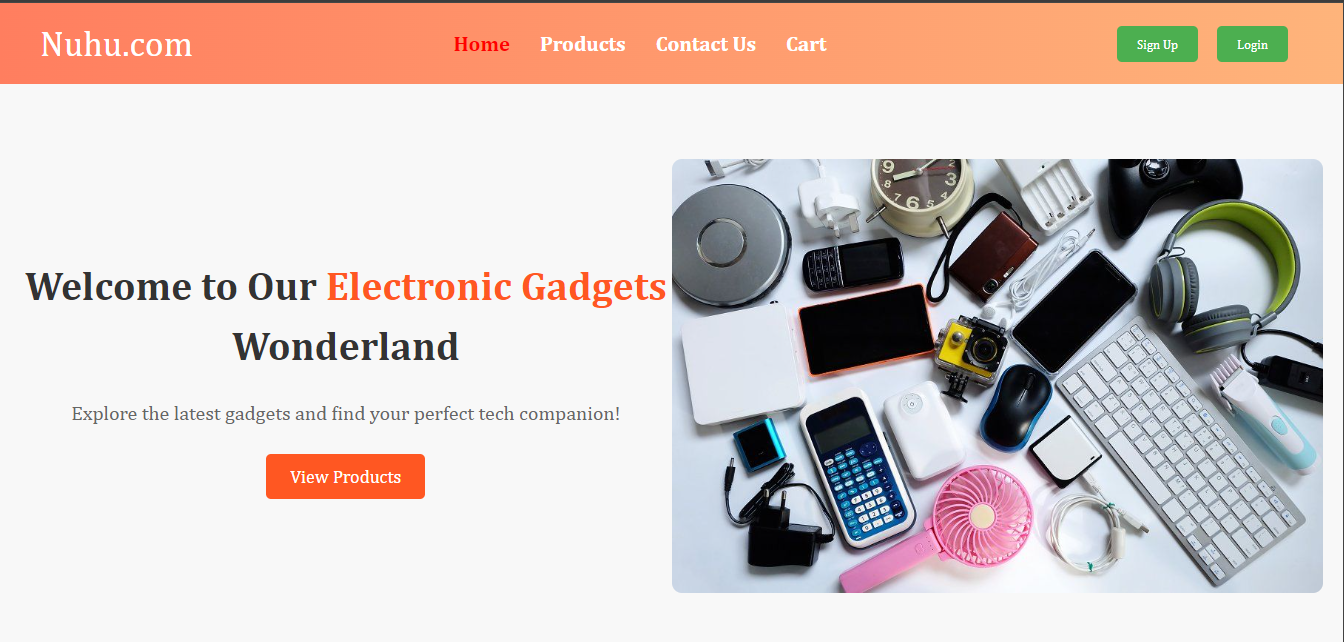 Nuhu.com
Home Products Contact Us Cart
Sign Up Login
Welcome to Our Electronic Gadgets
Wonderland
Explore the latest gadgets and find your perfect tech companion!
View Products